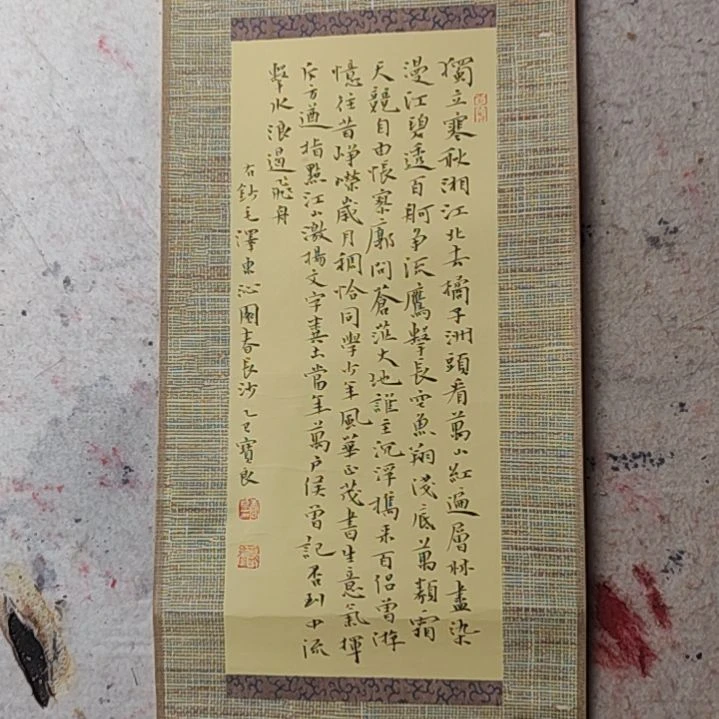 獨立寒秋湘江北去橘子洲頭看萬山紅遍層林盡染
漫江碧透百舸爭流鷹擊長空魚翔淺底萬類霜
天競自由悵寥廓問蒼茫大地誰主沉浮攜來百侶曾游
憶往昔崢嶸歲月稠恰同學少年風華正茂書生意氣揮
斥方遒指點江山激揚文字糞土當年萬戶侯曾記否到中流
擊水浪遏飛舟
右鈔毛澤東沁園春長沙乙巳寶良